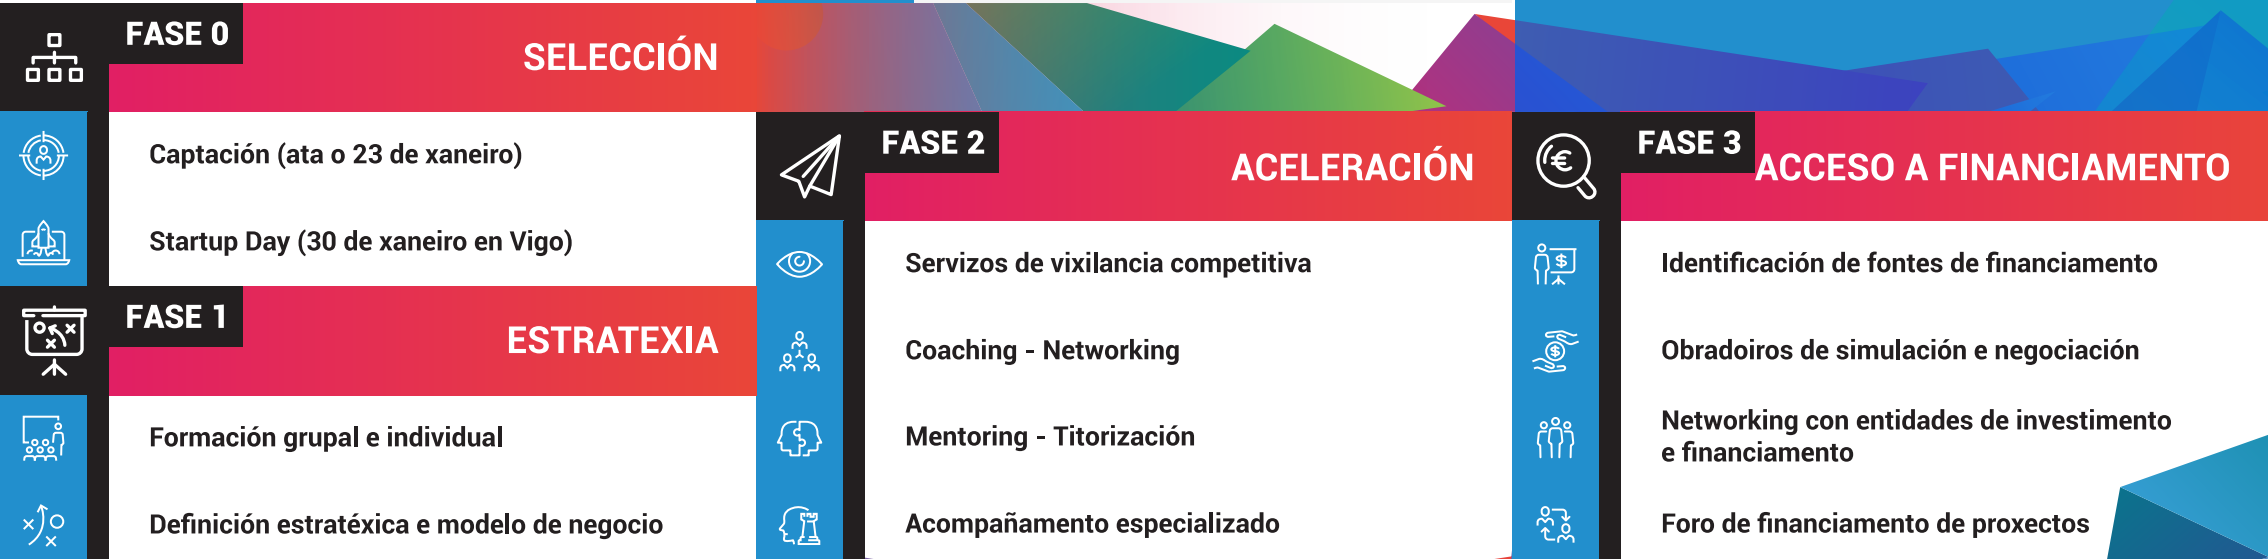 FASE 0
SELECCIÓN
Captación (ata o 23 de xaneiro)
Startup Day (30 de xaneiro en Vigo)
FASE 1
ESTRATEXIA
Formación grupal e individual
Definición estratéxica e modelo de negocio
FASE 2
ACELERACIÓN
Servizos de vixilancia competitiva
Coaching - Networking
Mentoring - Titorización
Acompañamento especializado
FASE 3
ACCESO A FINANCIAMENTO
Identificación de fontes de financiamento
Obradoiros de simulación e negociación
Networking con entidades de investimento
e financiamento
Foro de financiamento de proxectos